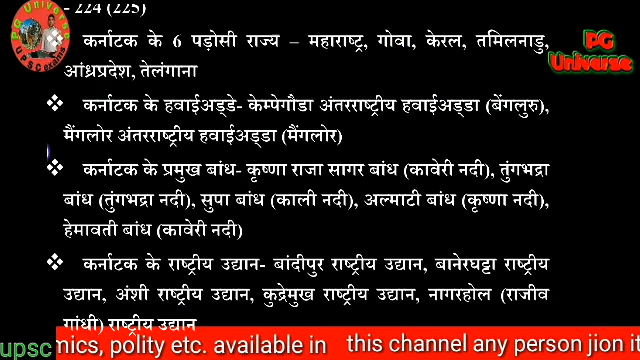 - 224 (225)
❖ कर्नाटक के 6 पड़ोसी राज्य – महाराष्ट्र, गोवा, केरल, तमिलनाडु,
आंध्रप्रदेश, तेलंगाना
❖ कर्नाटक के हवाईअड्डे- केम्पेगौडा अंतरराष्ट्रीय हवाईअड्डा (बेंगलुरु),
मैंगलोर अंतरराष्ट्रीय हवाईअड्डा (मैंगलोर)
❖ कर्नाटक के प्रमुख बांध- कृष्णा राजा सागर बांध (कावेरी नदी), तुंगभद्रा
बांध (तुंगभद्रा नदी), सुपा बांध (काली नदी), अल्माटी बांध (कृष्णा नदी),
हेमावती बांध (कावेरी नदी)
❖ कर्नाटक के राष्ट्रीय उद्यान- बांदीपुर राष्ट्रीय उद्यान, बानेरघट्टा राष्ट्रीय
उद्यान, अंशी राष्ट्रीय उद्यान, कुद्रेमुख राष्ट्रीय उद्यान, नागरहोल (राजीव
गांधी) राष्ट्रीय उद्यान
PG
Universe
upsc
mics, polity etc. available in this channel any person jion it